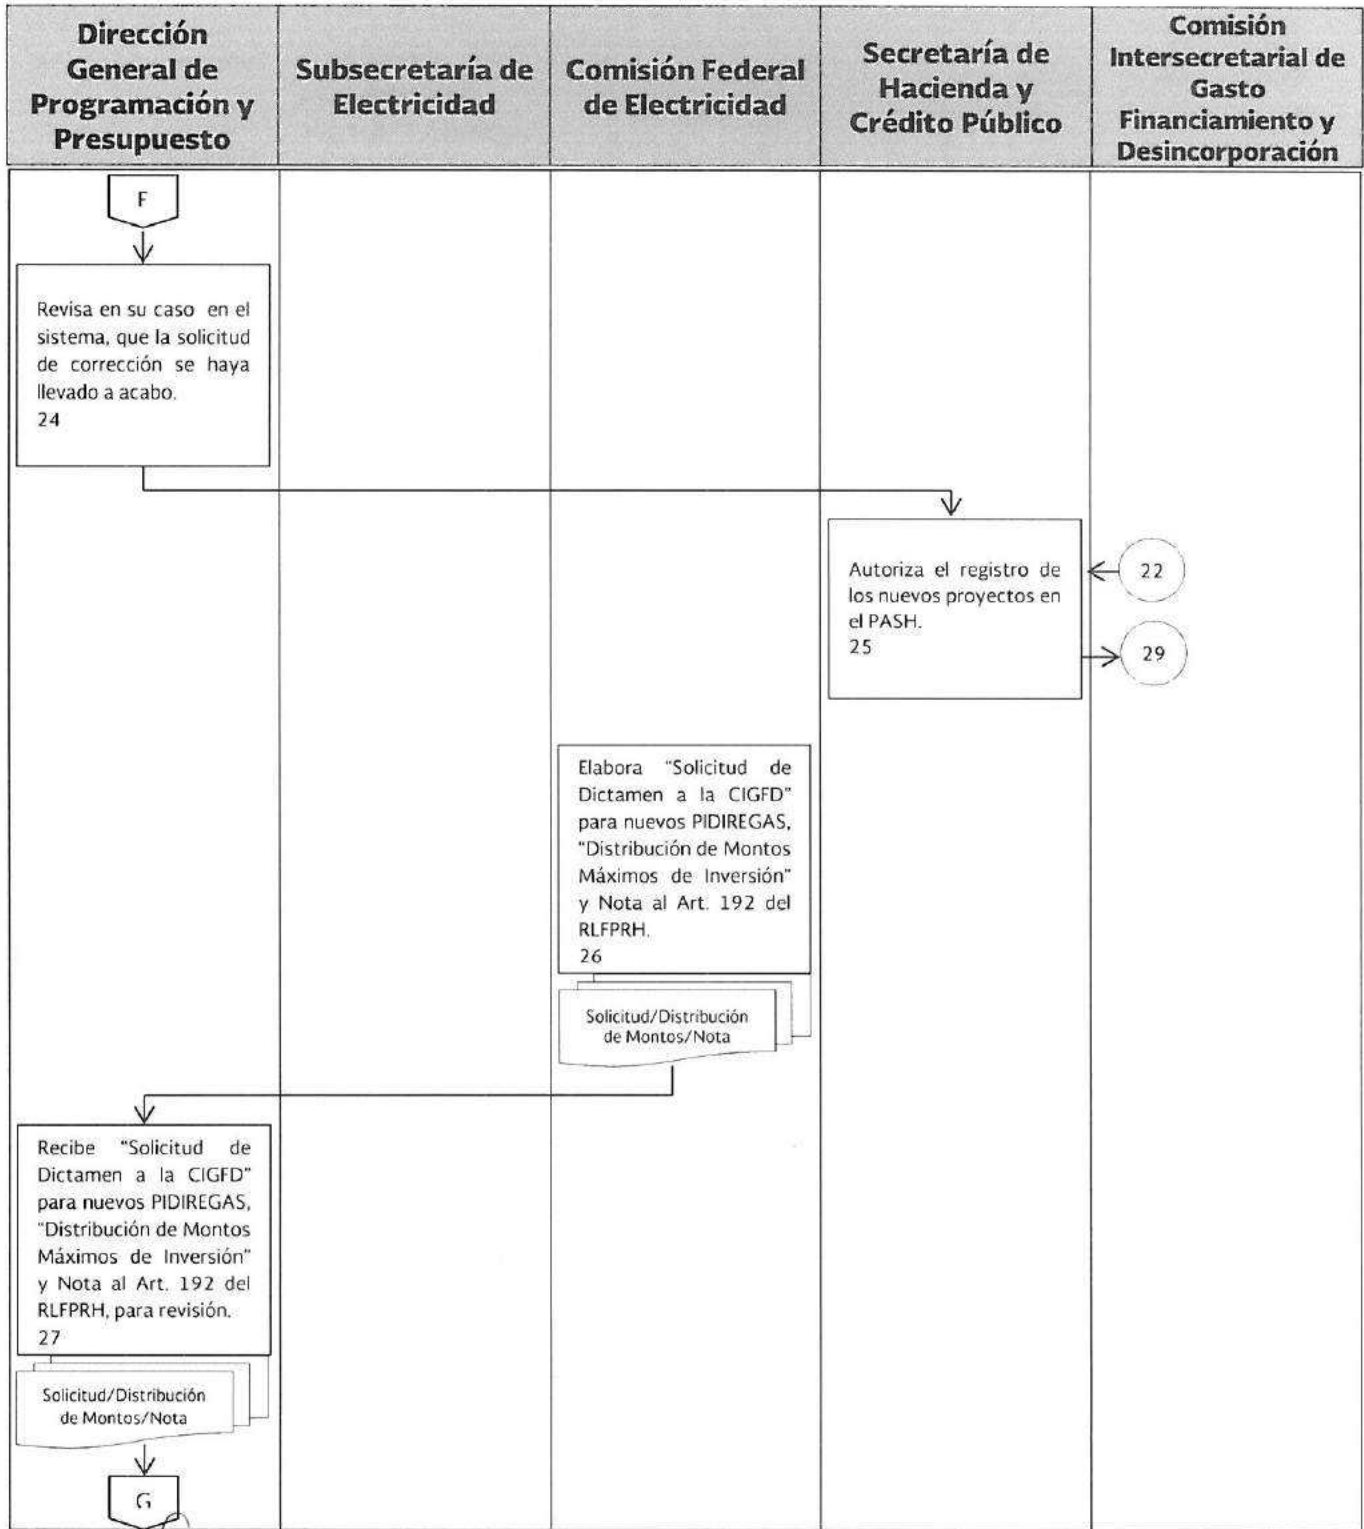 Dirección
General de
Programación y
Presupuesto
Subsecretaría de
Electricidad
Comisión Federal
de Electricidad
Secretaría de
Hacienda y
Crédito Público
Comisión
Intersecretarial de
Gasto
Financiamiento y
Desincorporación
F
Revisa en su caso en el
sistema, que la solicitud
de corrección se haya
llevado a acabo.
24
Autoriza el registro de
los nuevos proyectos en
el PASH.
25
22
29
Elabora "Solicitud de
Dictamen a la CIGFD"
para nuevos PIDIREGAS,
"Distribución de Montos
Máximos de Inversión"
y Nota al Art. 192 del
RLFPRH.
26
Solicitud/Distribución
de Montos/Nota
Recibe "Solicitud de
Dictamen a la CIGFD"
para nuevos PIDIREGAS,
"Distribución de Montos
Máximos de Inversión"
y Nota al Art. 192 del
RLFPRH, para revisión.
27
Solicitud/Distribución
de Montos/Nota
G